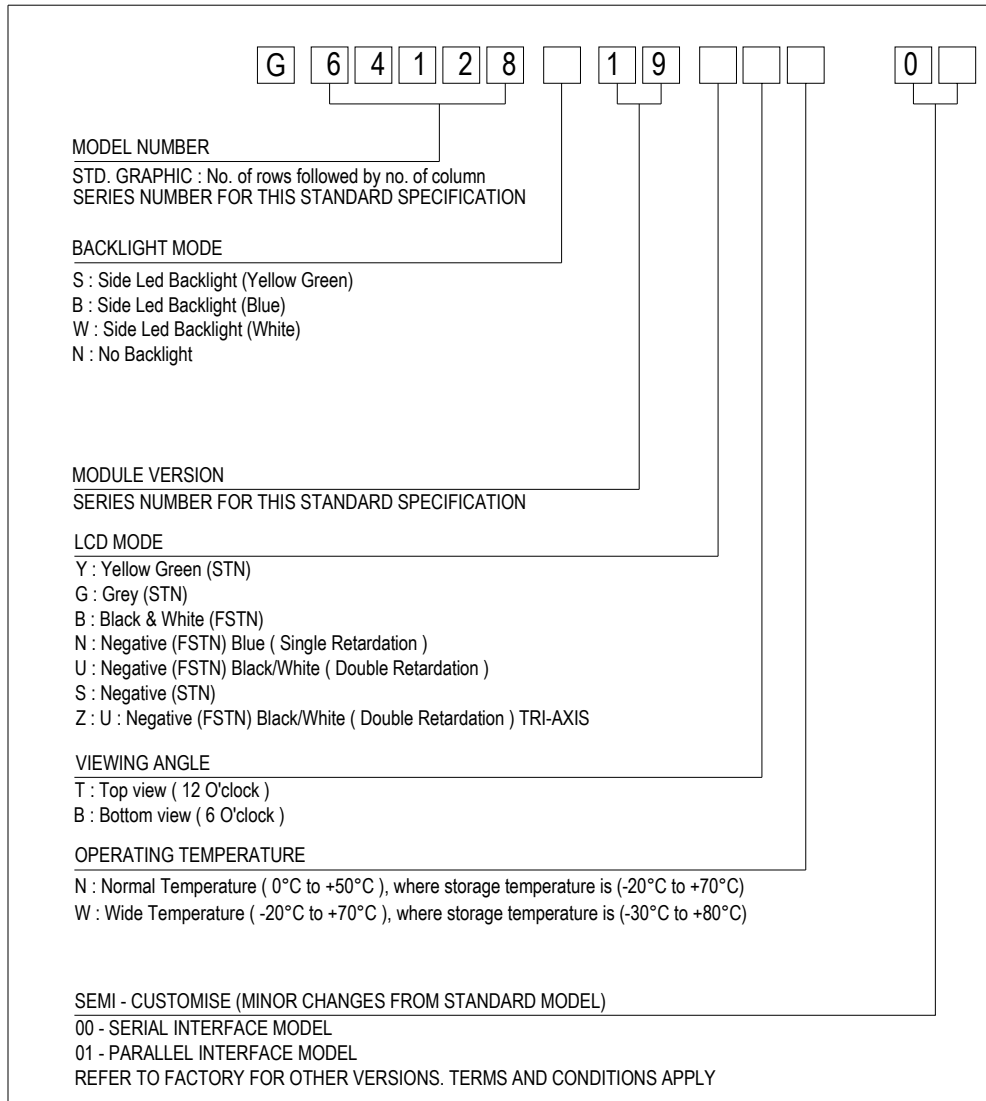 G 6 4 1 2 8 1 9 0
MODEL NUMBER
STD. GRAPHIC : No. of rows followed by no. of column
SERIES NUMBER FOR THIS STANDARD SPECIFICATION
BACKLIGHT MODE
S : Side Led Backlight (Yellow Green)
B : Side Led Backlight (Blue)
W : Side Led Backlight (White)
N : No Backlight
MODULE VERSION
SERIES NUMBER FOR THIS STANDARD SPECIFICATION
LCD MODE
Y : Yellow Green (STN)
G : Grey (STN)
B : Black & White (FSTN)
N : Negative (FSTN) Blue ( Single Retardation )
U : Negative (FSTN) Black/White ( Double Retardation )
S : Negative (STN)
Z : U : Negative (FSTN) Black/White ( Double Retardation ) TRI-AXIS
VIEWING ANGLE
T : Top view ( 12 O'clock )
B : Bottom view ( 6 O'clock )
OPERATING TEMPERATURE
N : Normal Temperature ( 0°C to +50°C ), where storage temperature is (-20°C to +70°C)
W : Wide Temperature ( -20°C to +70°C ), where storage temperature is (-30°C to +80°C)
SEMI - CUSTOMISE (MINOR CHANGES FROM STANDARD MODEL)
00 - SERIAL INTERFACE MODEL
01 - PARALLEL INTERFACE MODEL
REFER TO FACTORY FOR OTHER VERSIONS. TERMS AND CONDITIONS APPLY